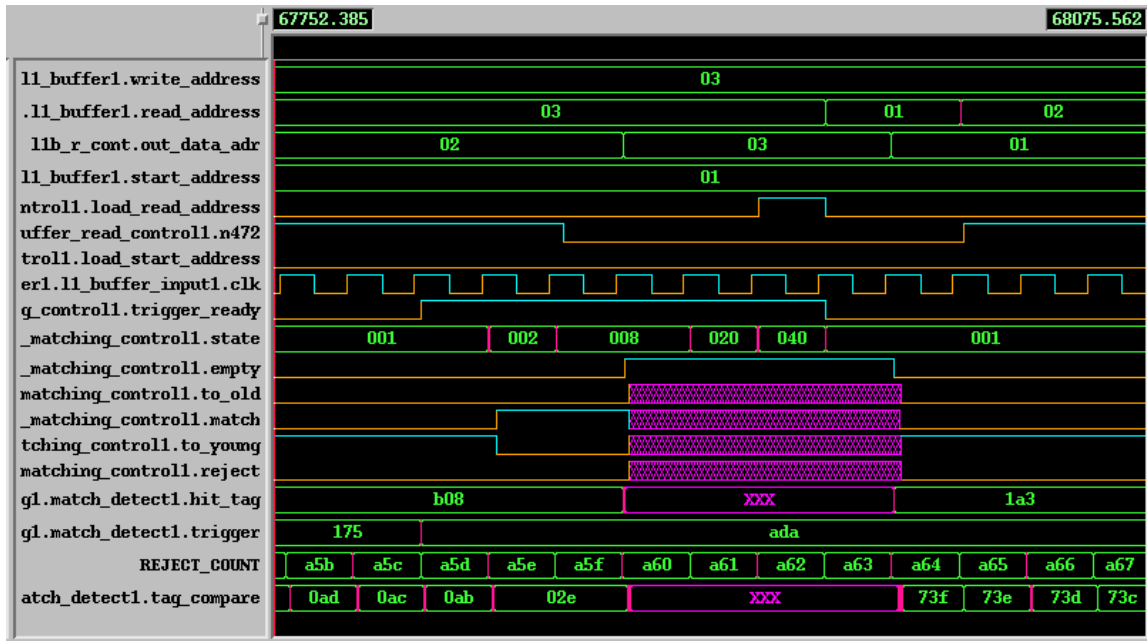 67752.385 68075.562
l1_buffer1.write_address 03
.l1_buffer1.read_address 03 01 02
l1b_r_cont.out_data_adr 02 03 01
l1_buffer1.start_address 01
ntrol1.load_read_address
uffer_read_control1.n472
trol1.load_start_address
er1.l1_buffer_input1.clk
g_control1.trigger_ready
_matching_control1.state 001 002 008 020 040 001
_matching_control1.empty
matching_control1.to_old
_matching_control1.match
tching_control1.to_young
matching_control1.reject
g1.match_detect1.hit_tag b08 XXX 1a3
g1.match_detect1.trigger 175 ada
REJECT_COUNT a5b a5c a5d a5e a5f a60 a61 a62 a63 a64 a65 a66 a67
atch_detect1.tag_compare 0ad 0ac 0ab 02e XXX 73f 73e 73d 73c